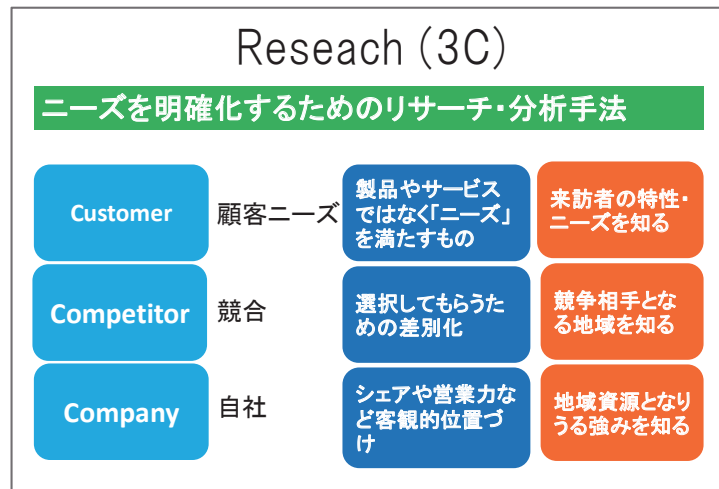 Reseach (3C)
ニーズを明確化するためのリサーチ・分析手法
Customer
顧客ニーズ
製品やサービス
ではなく「ニーズ」
を満たすもの
来訪者の特性・
ニーズを知る
Competitor
競合
選択してもらうた
めの差別化
競争相手とな
る地域を知る
Company
自社
シェアや営業力な
ど客観的位置づ
け
地域資源となり
うる強みを知る